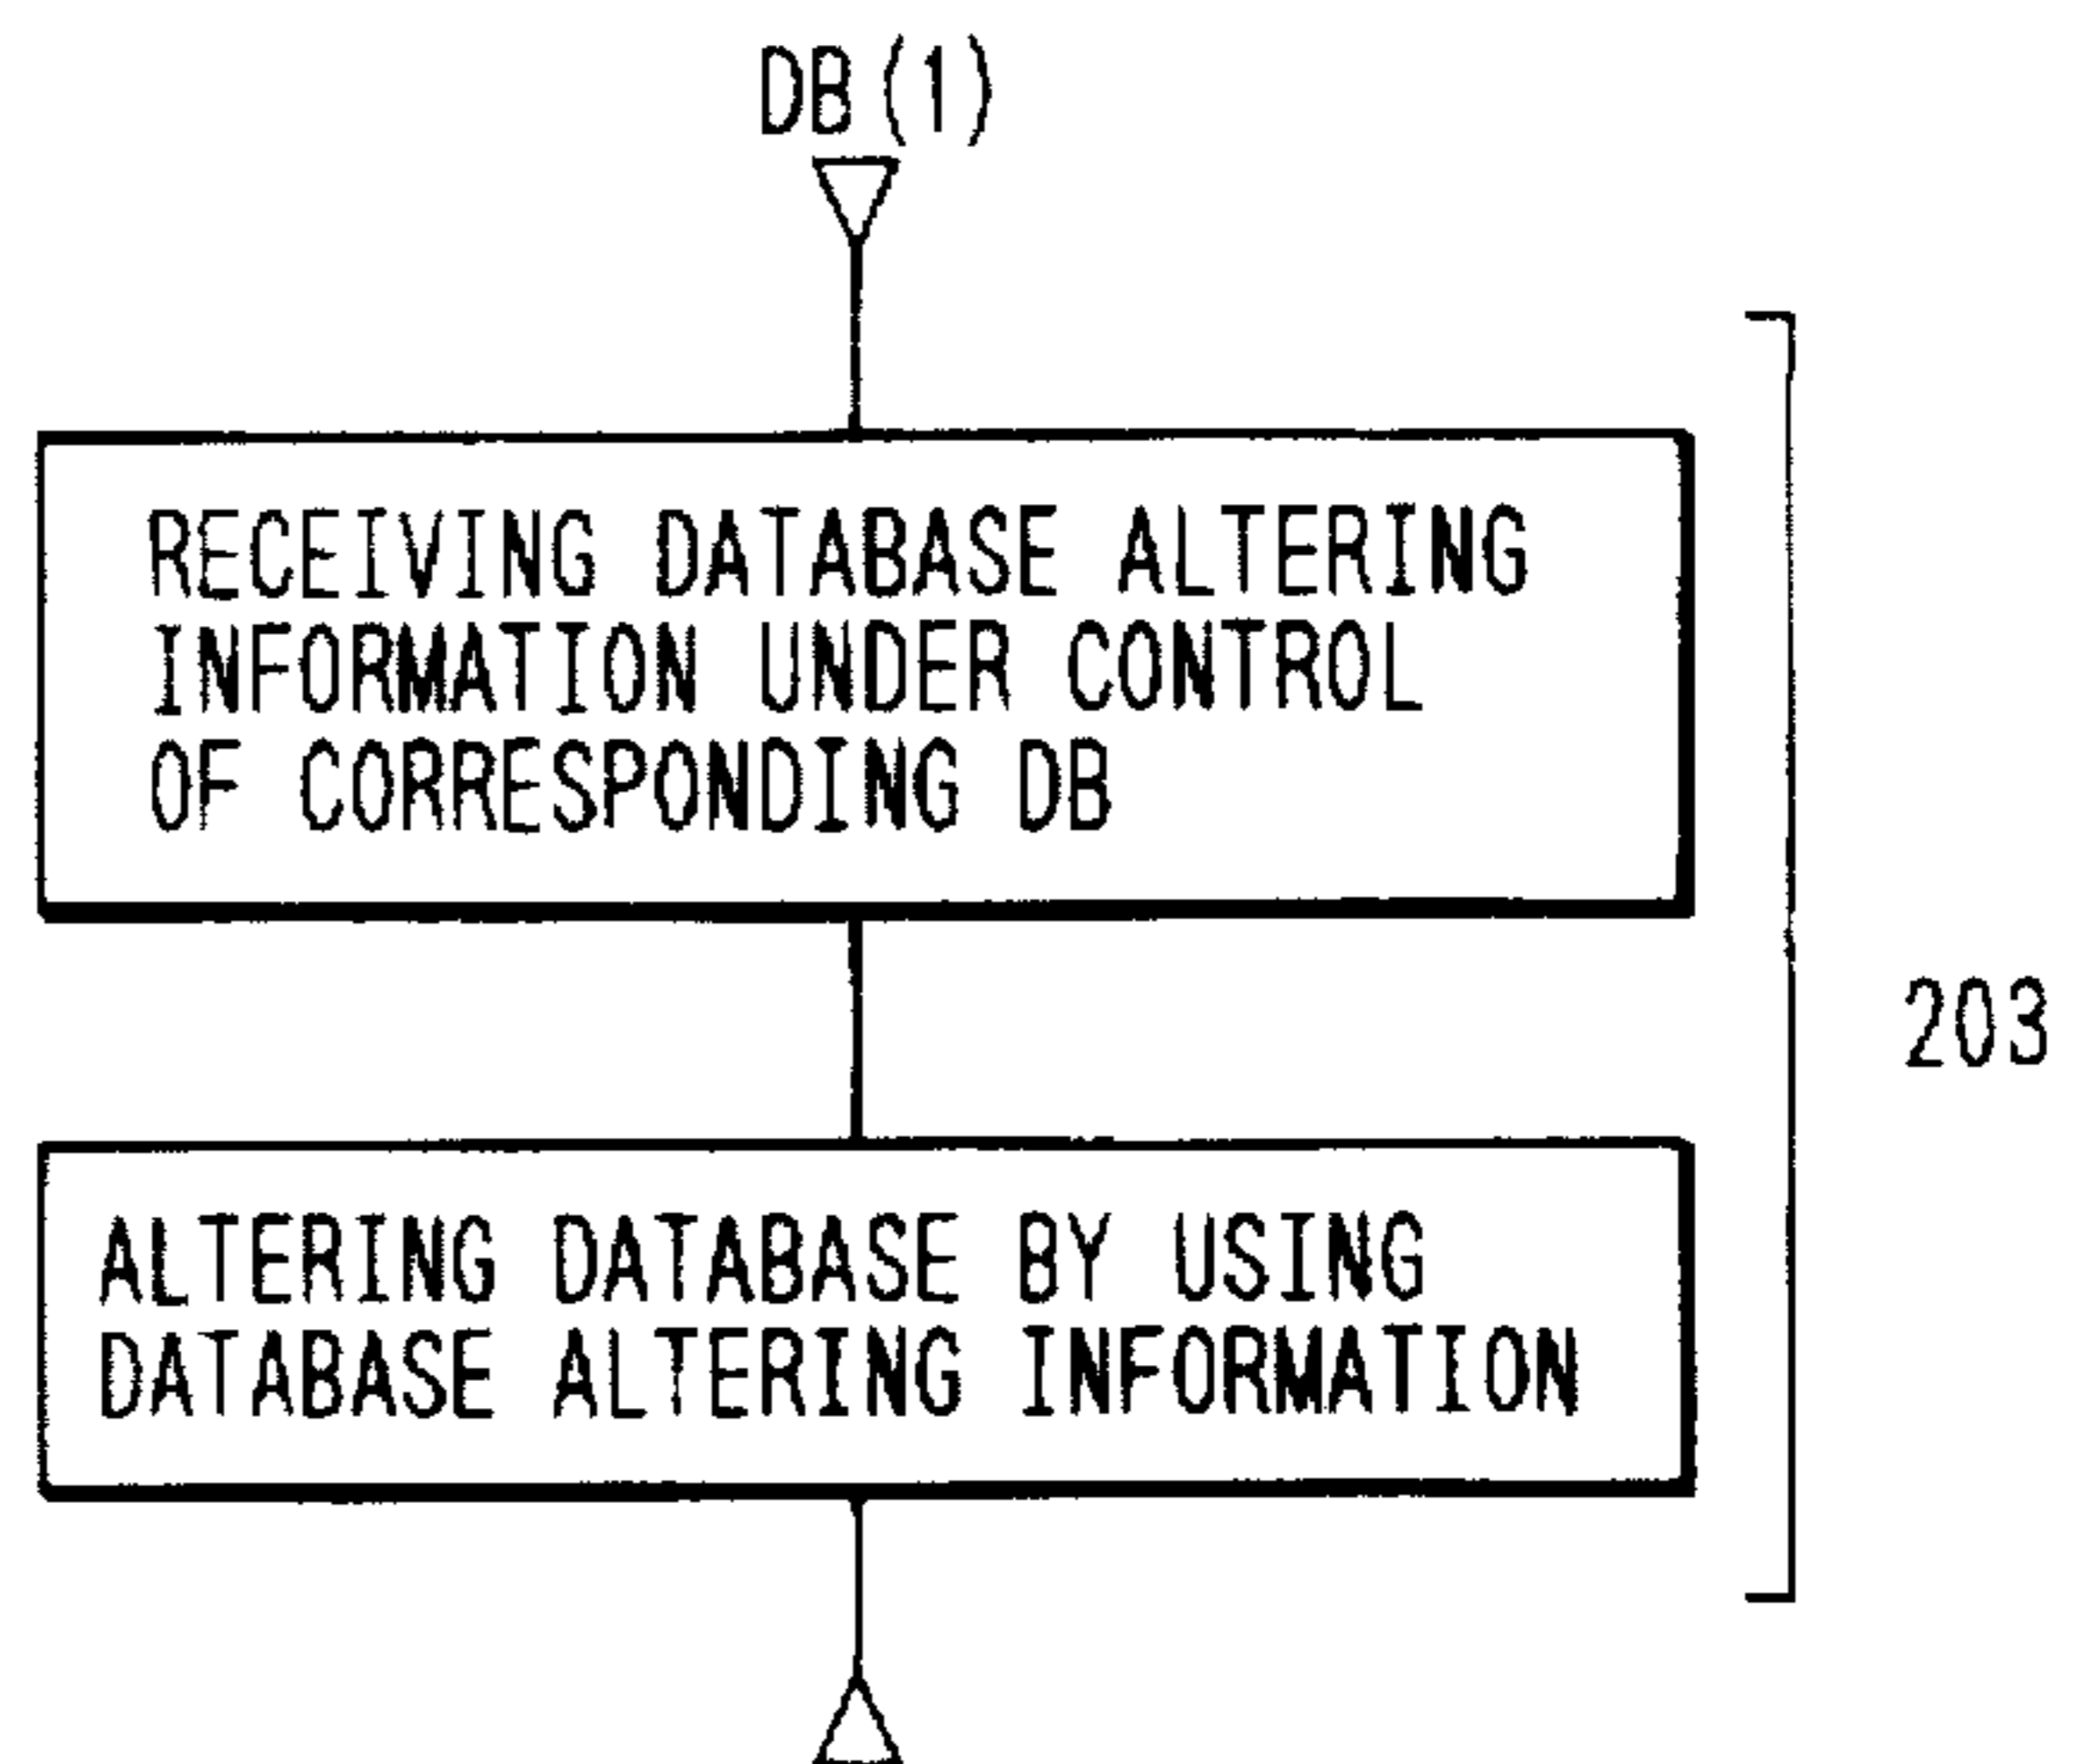 DB (1)
RECEIVING DATABASE ALTERING
INFORMATION UNDER CONTROL
OF CORRESPONDING DB
203
ALTERING DATABASE BY USING
DATABASE ALTERING INFORMATION